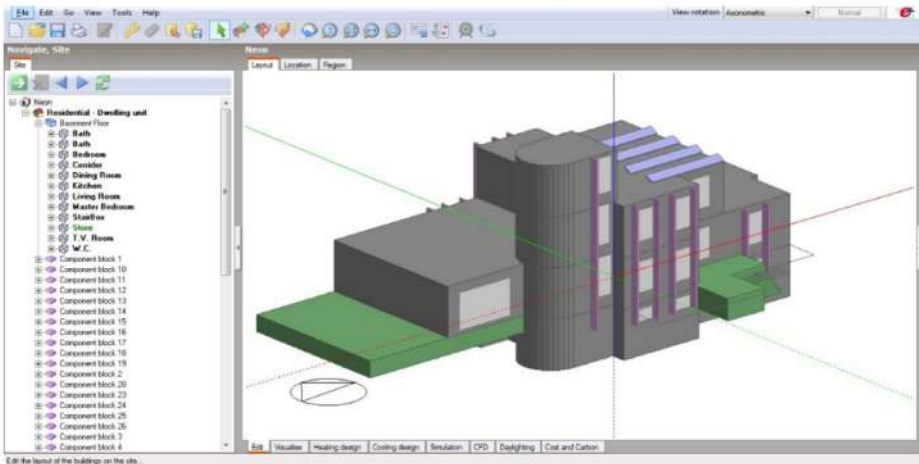 File Edit Go View Tools Help
View rotation Axonometric Normal
Navigate, Site
Neon
Site
Layout Location Region
Neon
Residential - Dwelling unit
Basement Floor
Bath
Bath
Bedroom
Corridor
Dining Room
Kitchen
Living Room
Master Bedroom
StairBox
Store
T.V. Room
W.C.
Component block 1
Component block 10
Component block 11
Component block 12
Component block 13
Component block 14
Component block 15
Component block 16
Component block 17
Component block 18
Component block 19
Component block 2
Component block 20
Component block 23
Component block 24
Component block 25
Component block 26
Component block 3
Component block 4
Edit Visualise Heating design Cooling design Simulation CFD Daylighting Cost and Carbon
Edit the layout of the buildings on the site...